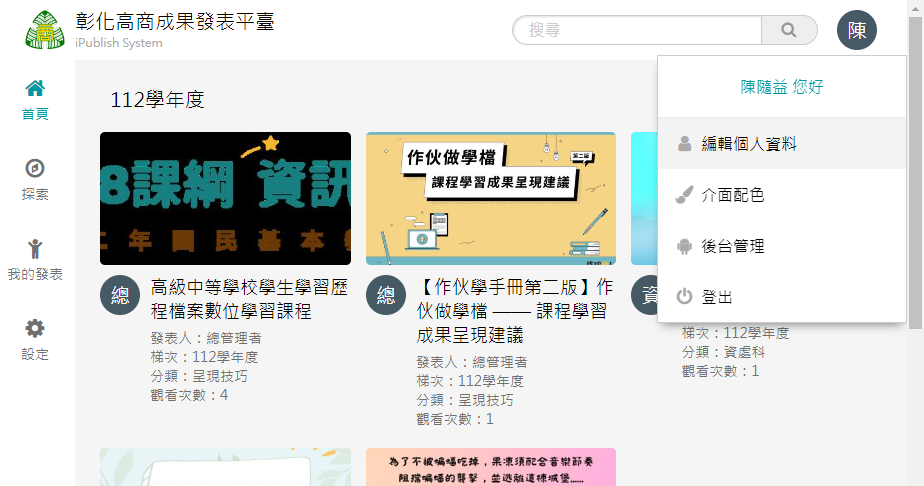 彰化高商成果發表平臺
iPublish System
搜尋
陳
陳隨益 您好
編輯個人資料
介面配色
後台管理
登出
首頁
探索
我的發表
設定
112學年度
8課綱 資訊
二年國民基本教
作伙做學檔
第二版
課程學習成果呈現建議
總
高級中等學校學生學習歷
程檔案數位學習課程
發表人：總管理者
梯次：112學年度
分類：呈現技巧
觀看次數：4
總
【作伙學手冊第二版】作
伙做學檔 —— 課程學習
成果呈現建議
發表人：總管理者
梯次：112學年度
分類：呈現技巧
觀看次數：1
資
梯次：112學年度
分類：資處科
觀看次數：1
為了不被蝙蝠吃掉，果凍須配合音樂節奏
阻擋蝙蝠的襲擊，並逃離這棟城堡……